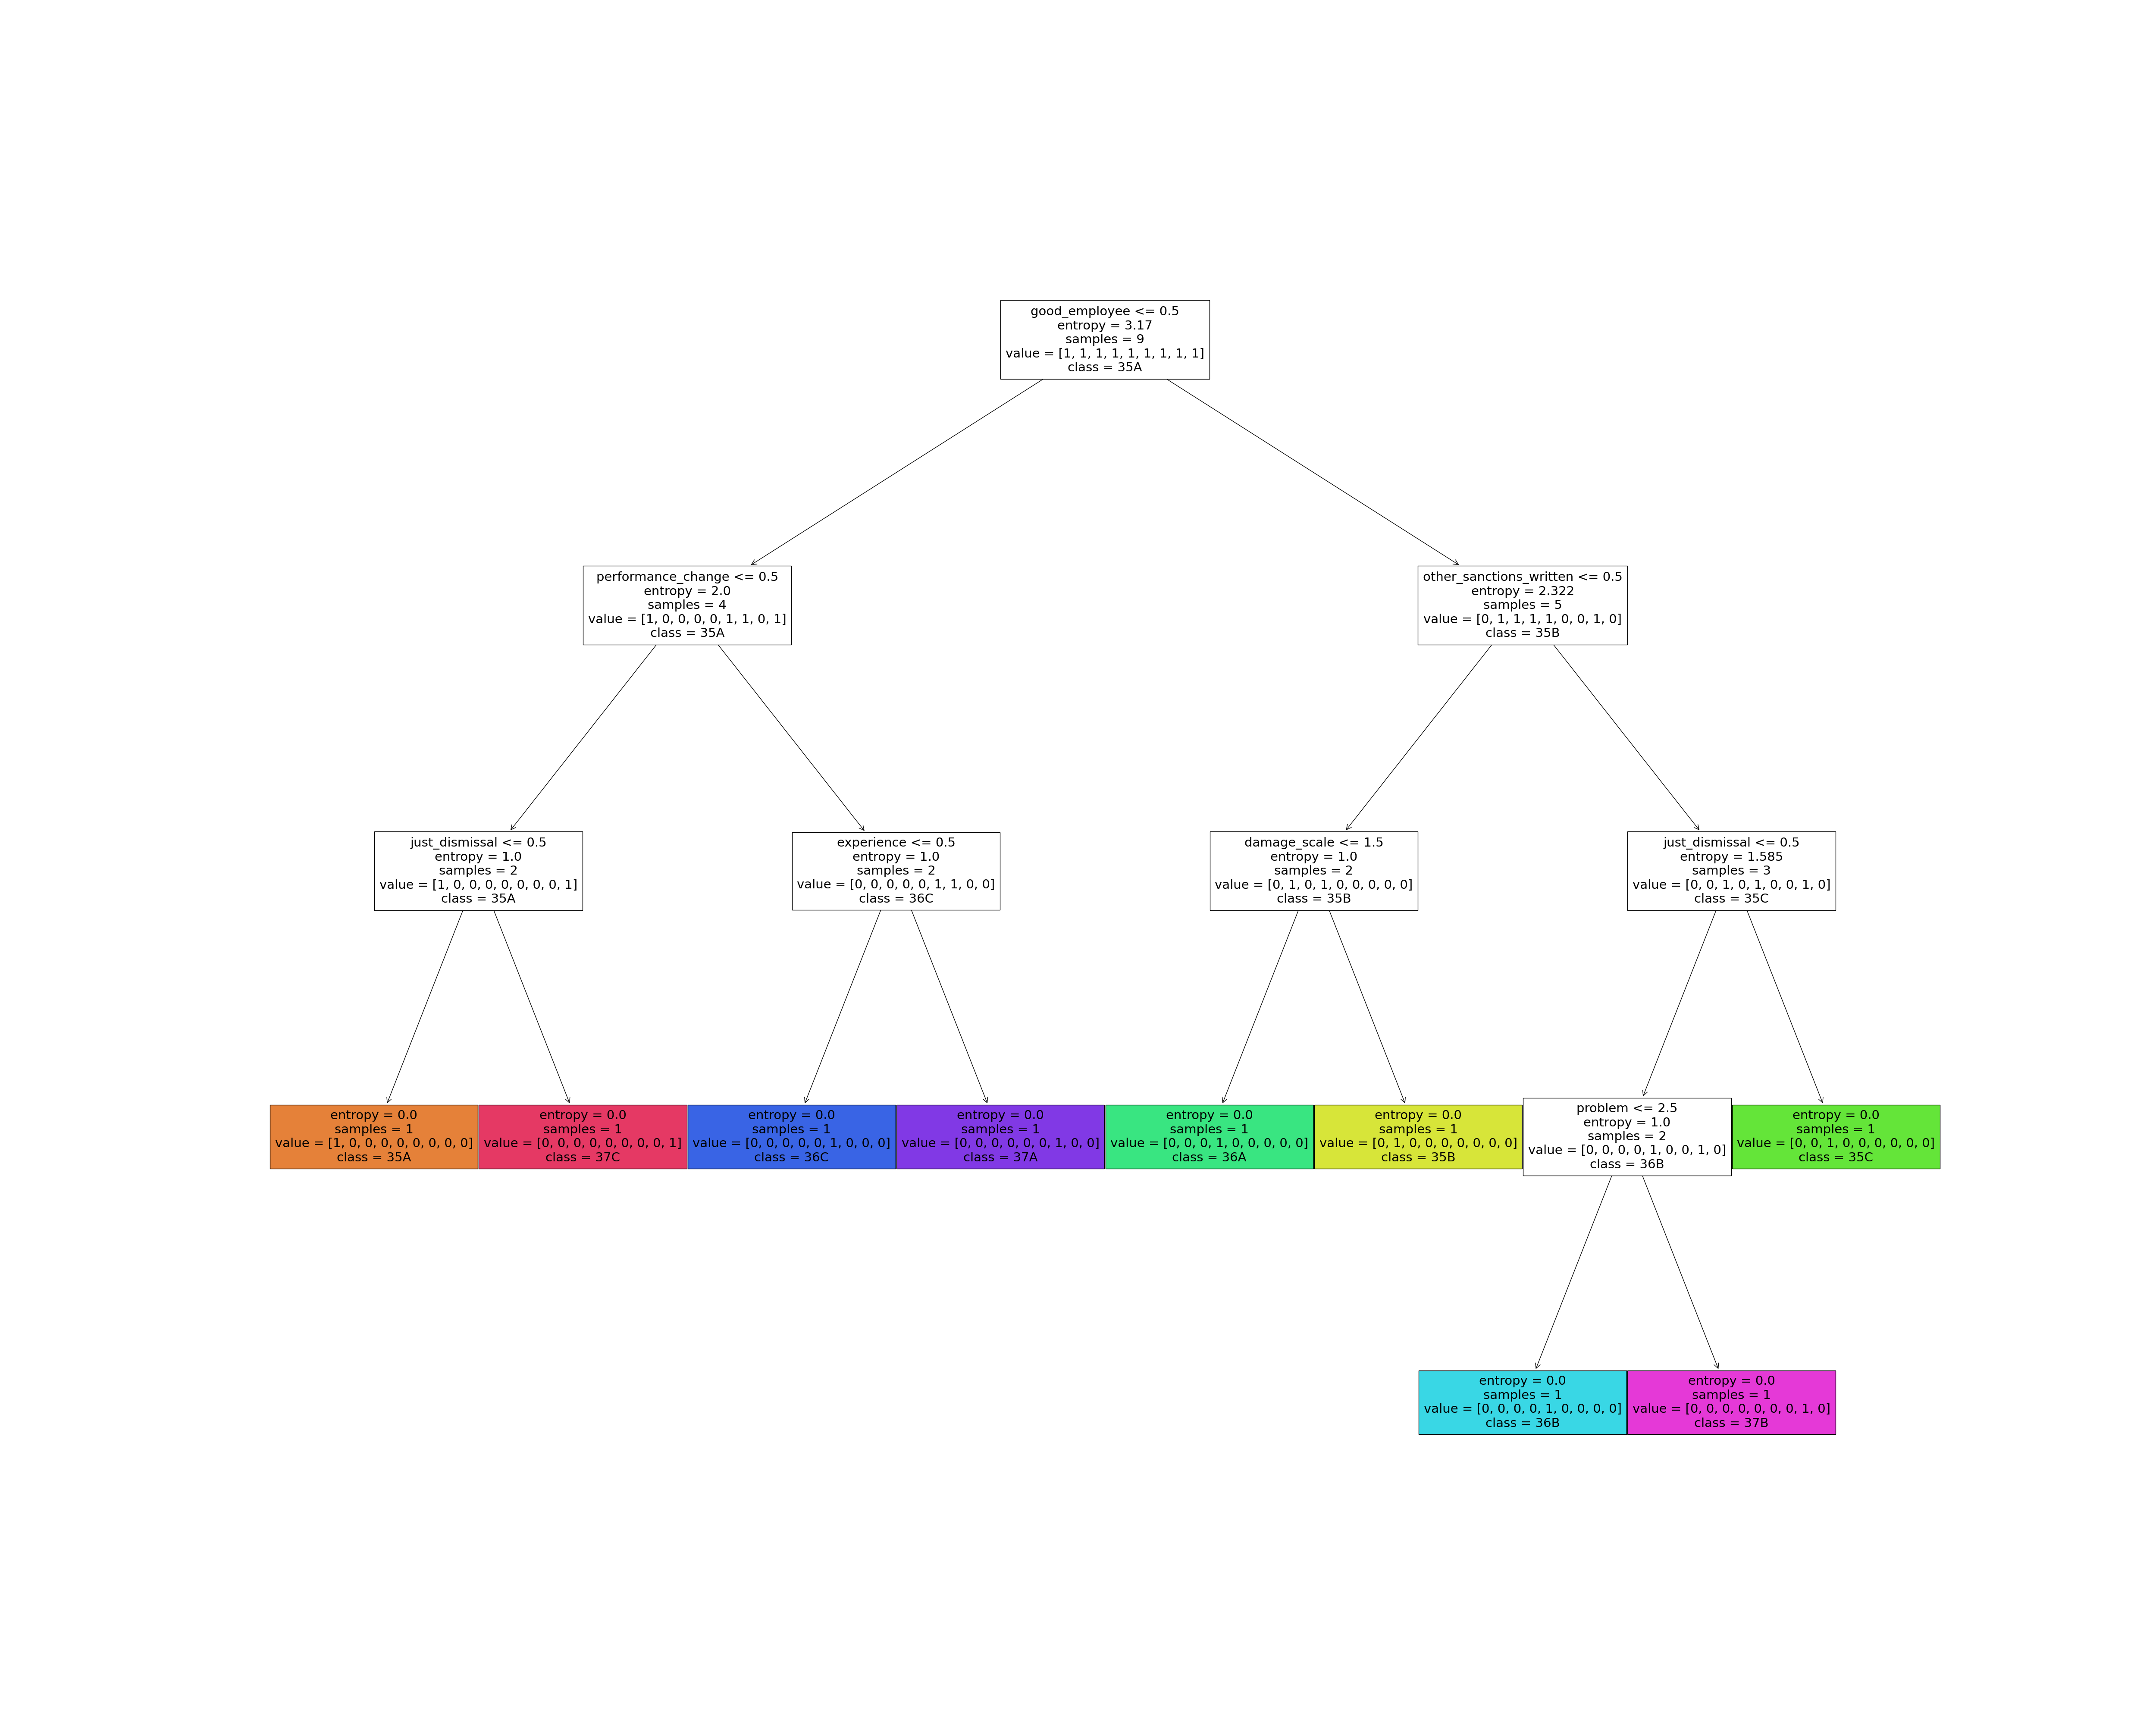 good_employee <= 0.5
entropy = 3.17
samples = 9
value = [1, 1, 1, 1, 1, 1, 1, 1, 1]
class = 35A
performance_change <= 0.5
entropy = 2.0
samples = 4
value = [1, 0, 0, 0, 0, 1, 1, 0, 1]
class = 35A
other_sanctions_written <= 0.5
entropy = 2.322
samples = 5
value = [0, 1, 1, 1, 1, 0, 0, 1, 0]
class = 35B
just_dismissal <= 0.5
entropy = 1.0
samples = 2
value = [1, 0, 0, 0, 0, 0, 0, 0, 1]
class = 35A
experience <= 0.5
entropy = 1.0
samples = 2
value = [0, 0, 0, 0, 0, 1, 1, 0, 0]
class = 36C
damage_scale <= 1.5
entropy = 1.0
samples = 2
value = [0, 1, 0, 1, 0, 0, 0, 0, 0]
class = 35B
just_dismissal <= 0.5
entropy = 1.585
samples = 3
value = [0, 0, 1, 0, 1, 0, 0, 1, 0]
class = 35C
entropy = 0.0
samples = 1
value = [1, 0, 0, 0, 0, 0, 0, 0, 0]
class = 35A
entropy = 0.0
samples = 1
value = [0, 0, 0, 0, 0, 0, 0, 0, 1]
class = 37C
entropy = 0.0
samples = 1
value = [0, 0, 0, 0, 0, 1, 0, 0, 0]
class = 36C
entropy = 0.0
samples = 1
value = [0, 0, 0, 0, 0, 0, 1, 0, 0]
class = 37A
entropy = 0.0
samples = 1
value = [0, 0, 0, 1, 0, 0, 0, 0, 0]
class = 36A
entropy = 0.0
samples = 1
value = [0, 1, 0, 0, 0, 0, 0, 0, 0]
class = 35B
problem <= 2.5
entropy = 1.0
samples = 2
value = [0, 0, 0, 0, 1, 0, 0, 1, 0]
class = 36B
entropy = 0.0
samples = 1
value = [0, 0, 1, 0, 0, 0, 0, 0, 0]
class = 35C
entropy = 0.0
samples = 1
value = [0, 0, 0, 0, 1, 0, 0, 0, 0]
class = 36B
entropy = 0.0
samples = 1
value = [0, 0, 0, 0, 0, 0, 0, 1, 0]
class = 37B